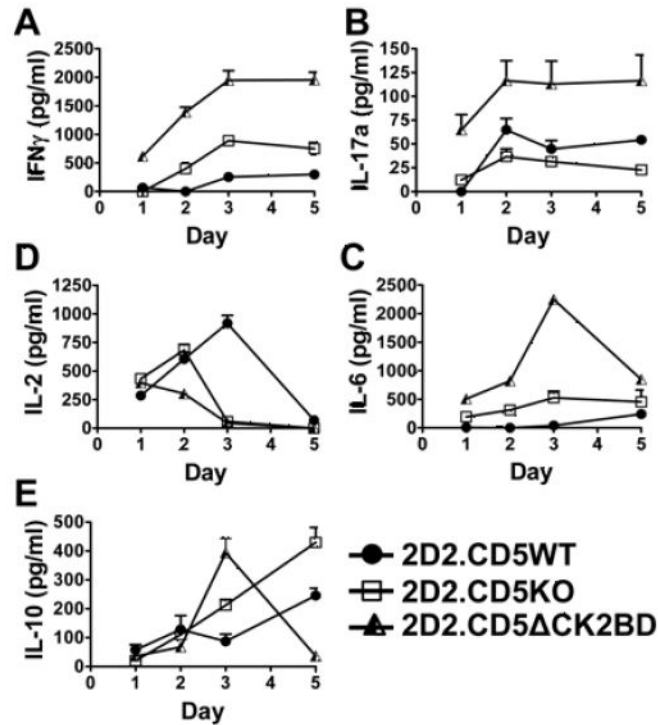 A
IFNγ (pg/ml)
2500
2000
1500
1000
500
0
0 1 2 3 4 5
Day
B
IL-17a (pg/ml)
150
125
100
75
50
25
0
0 1 2 3 4 5
Day
D
IL-2 (pg/ml)
1250
1000
750
500
250
0
0 1 2 3 4 5
Day
C
IL-6 (pg/ml)
2500
2000
1500
1000
500
0
0 1 2 3 4 5
Day
E
IL-10 (pg/ml)
500
400
300
200
100
0
0 1 2 3 4 5
Day
2D2.CD5WT
2D2.CD5KO
2D2.CD5ΔCK2BD